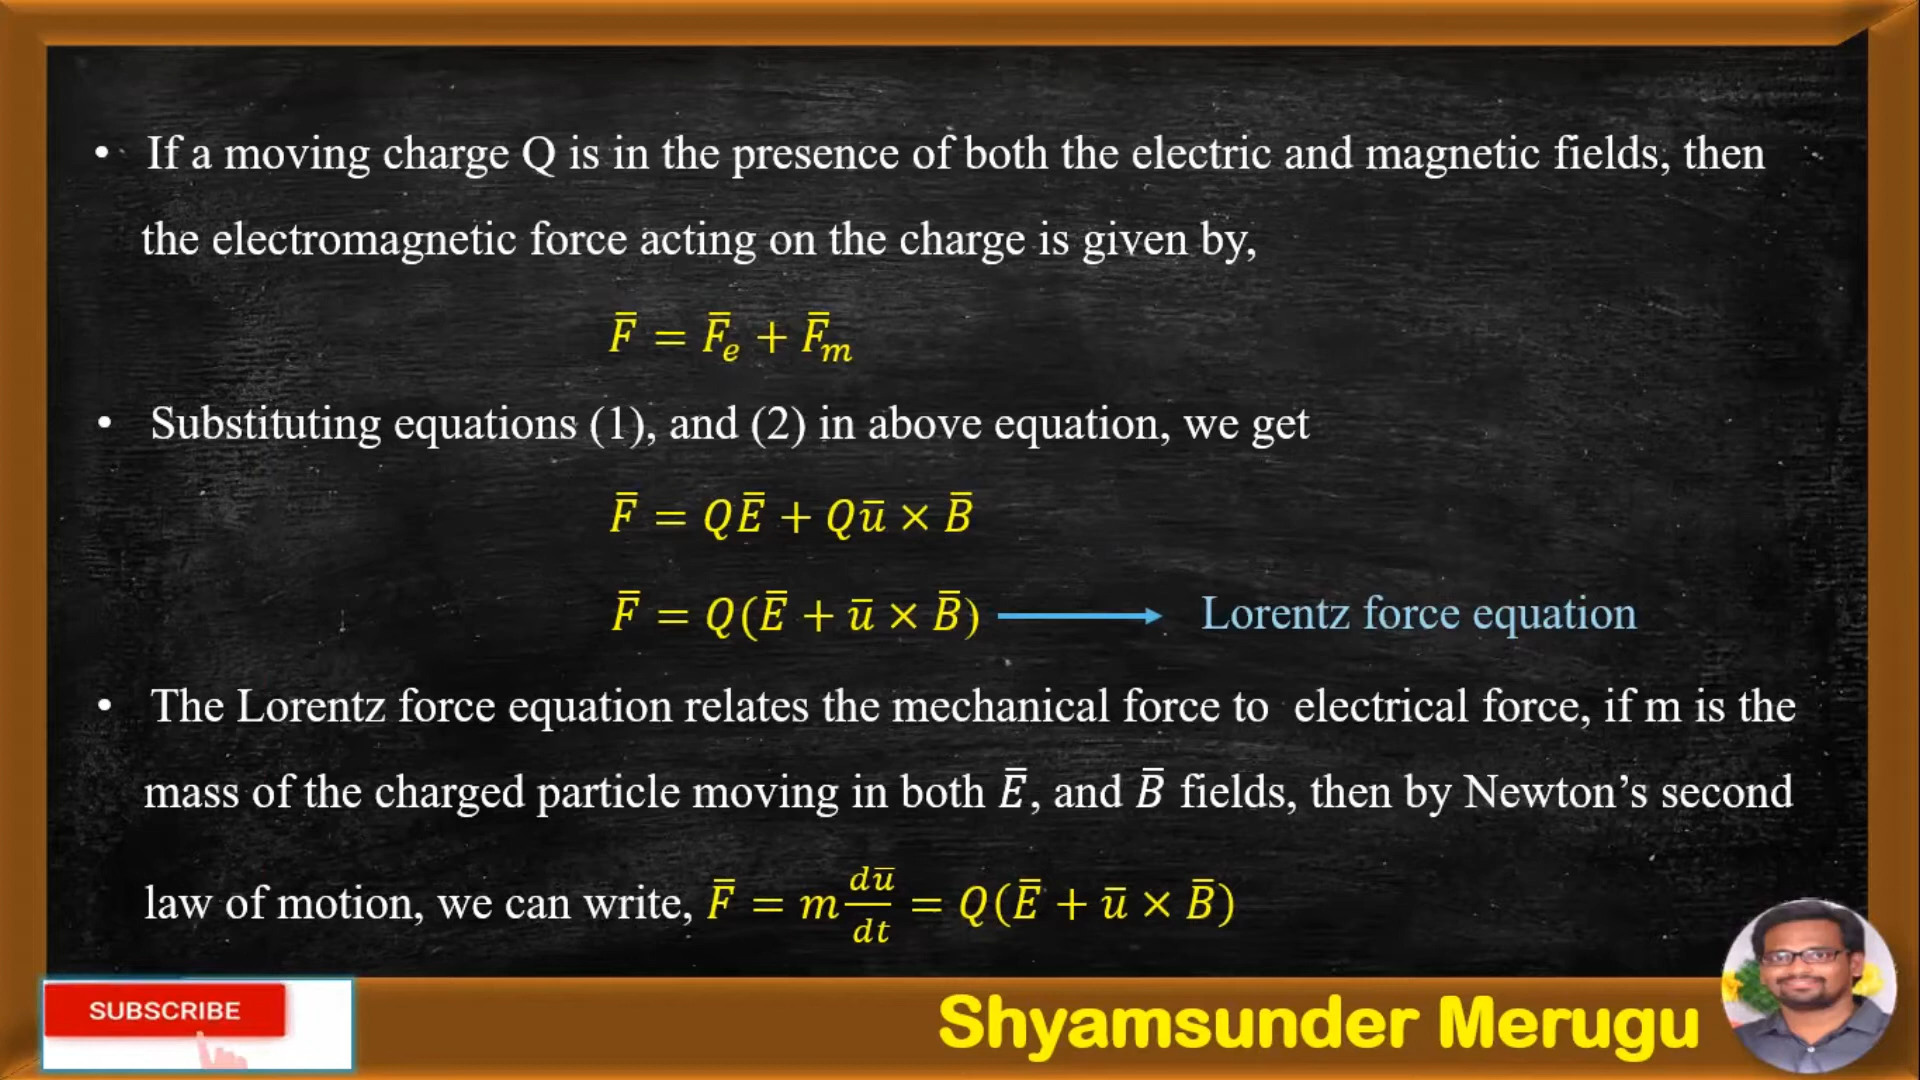 • If a moving charge Q is in the presence of both the electric and magnetic fields, then
the electromagnetic force acting on the charge is given by,
F̅ = F̅ₑ + F̅ₘ
• Substituting equations (1), and (2) in above equation, we get
F̅ = QE̅ + Qu̅ × B̅
F̅ = Q(E̅ + u̅ × B̅) → Lorentz force equation
• The Lorentz force equation relates the mechanical force to electrical force, if m is the
mass of the charged particle moving in both E̅, and B̅ fields, then by Newton’s second
law of motion, we can write, F̅ = m du̅/dt = Q(E̅ + u̅ × B̅)
SUBSCRIBE
Shyamsunder Merugu